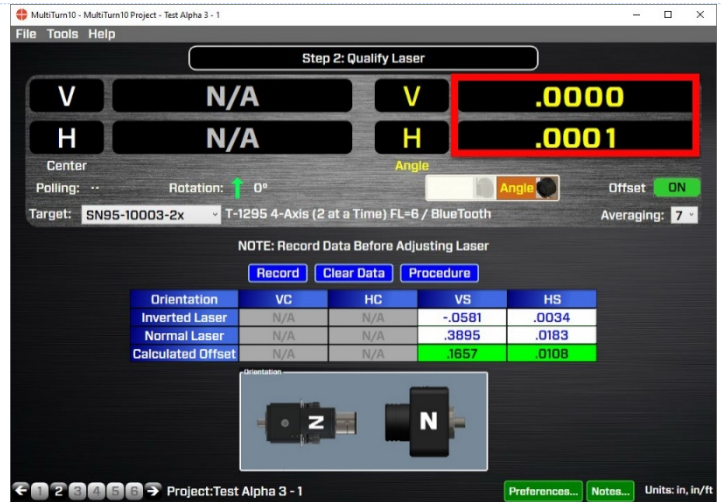 MultiTurn10 - MultiTurn10 Project - Test Alpha 3 - 1
File Tools Help
Step 2: Qualify Laser
V N/A V .0000
H N/A H .0001
Center Angle
Polling: ·· Rotation: 0° Angle Offset ON
Target: SN95-10003-2x T-1295 4-Axis (2 at a Time) FL=6 / BlueTooth Averaging: 7
NOTE: Record Data Before Adjusting Laser
Record Clear Data Procedure
Orientation VC HC VS HS
Inverted Laser N/A N/A -.0581 .0034
Normal Laser N/A N/A .3895 .0183
Calculated Offset N/A N/A .1657 .0108
Orientation
N N
1 2 3 4 5 6 Project:Test Alpha 3 - 1 Preferences... Notes... Units: in, in/ft